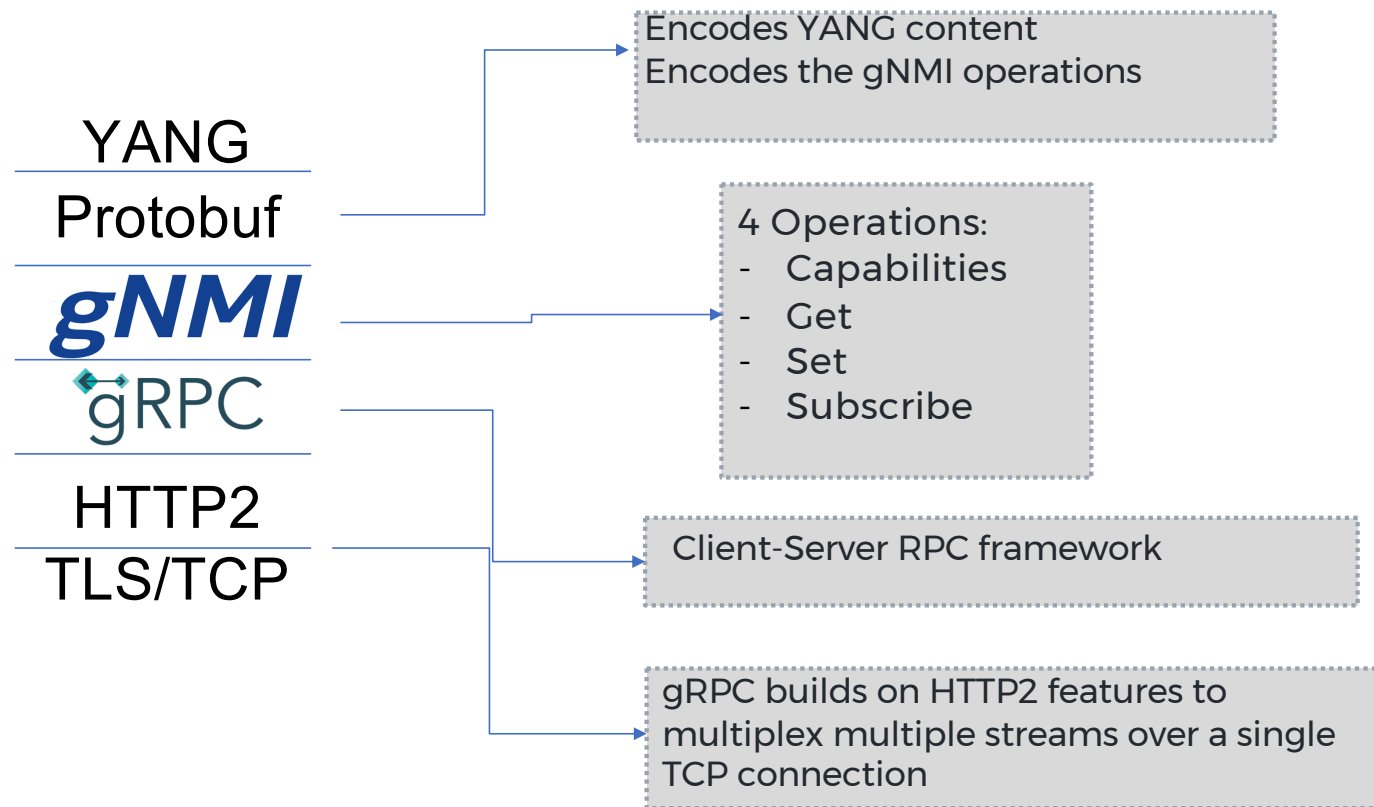 YANG
Protobuf
gNMI
gRPC
HTTP2
TLS/TCP
Encodes YANG content
Encodes the gNMI operations
4 Operations:
- Capabilities
- Get
- Set
- Subscribe
Client-Server RPC framework
gRPC builds on HTTP2 features to
multiplex multiple streams over a single
TCP connection